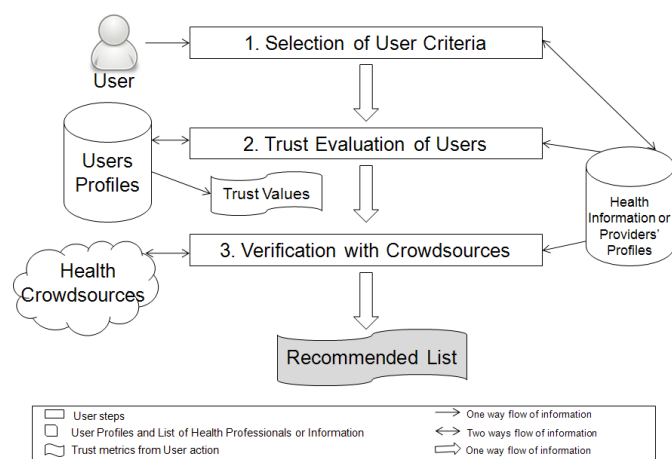 1. Selection of User Criteria
User
2. Trust Evaluation of Users
Users
Profiles
Trust Values
Health
Information or
Providers'
Profiles
3. Verification with Crowdsources
Health
Crowdsources
Recommended List
User steps
User Profiles and List of Health Professionals or Information
Trust metrics from User action
One way flow of information
Two ways flow of information
One way flow of information